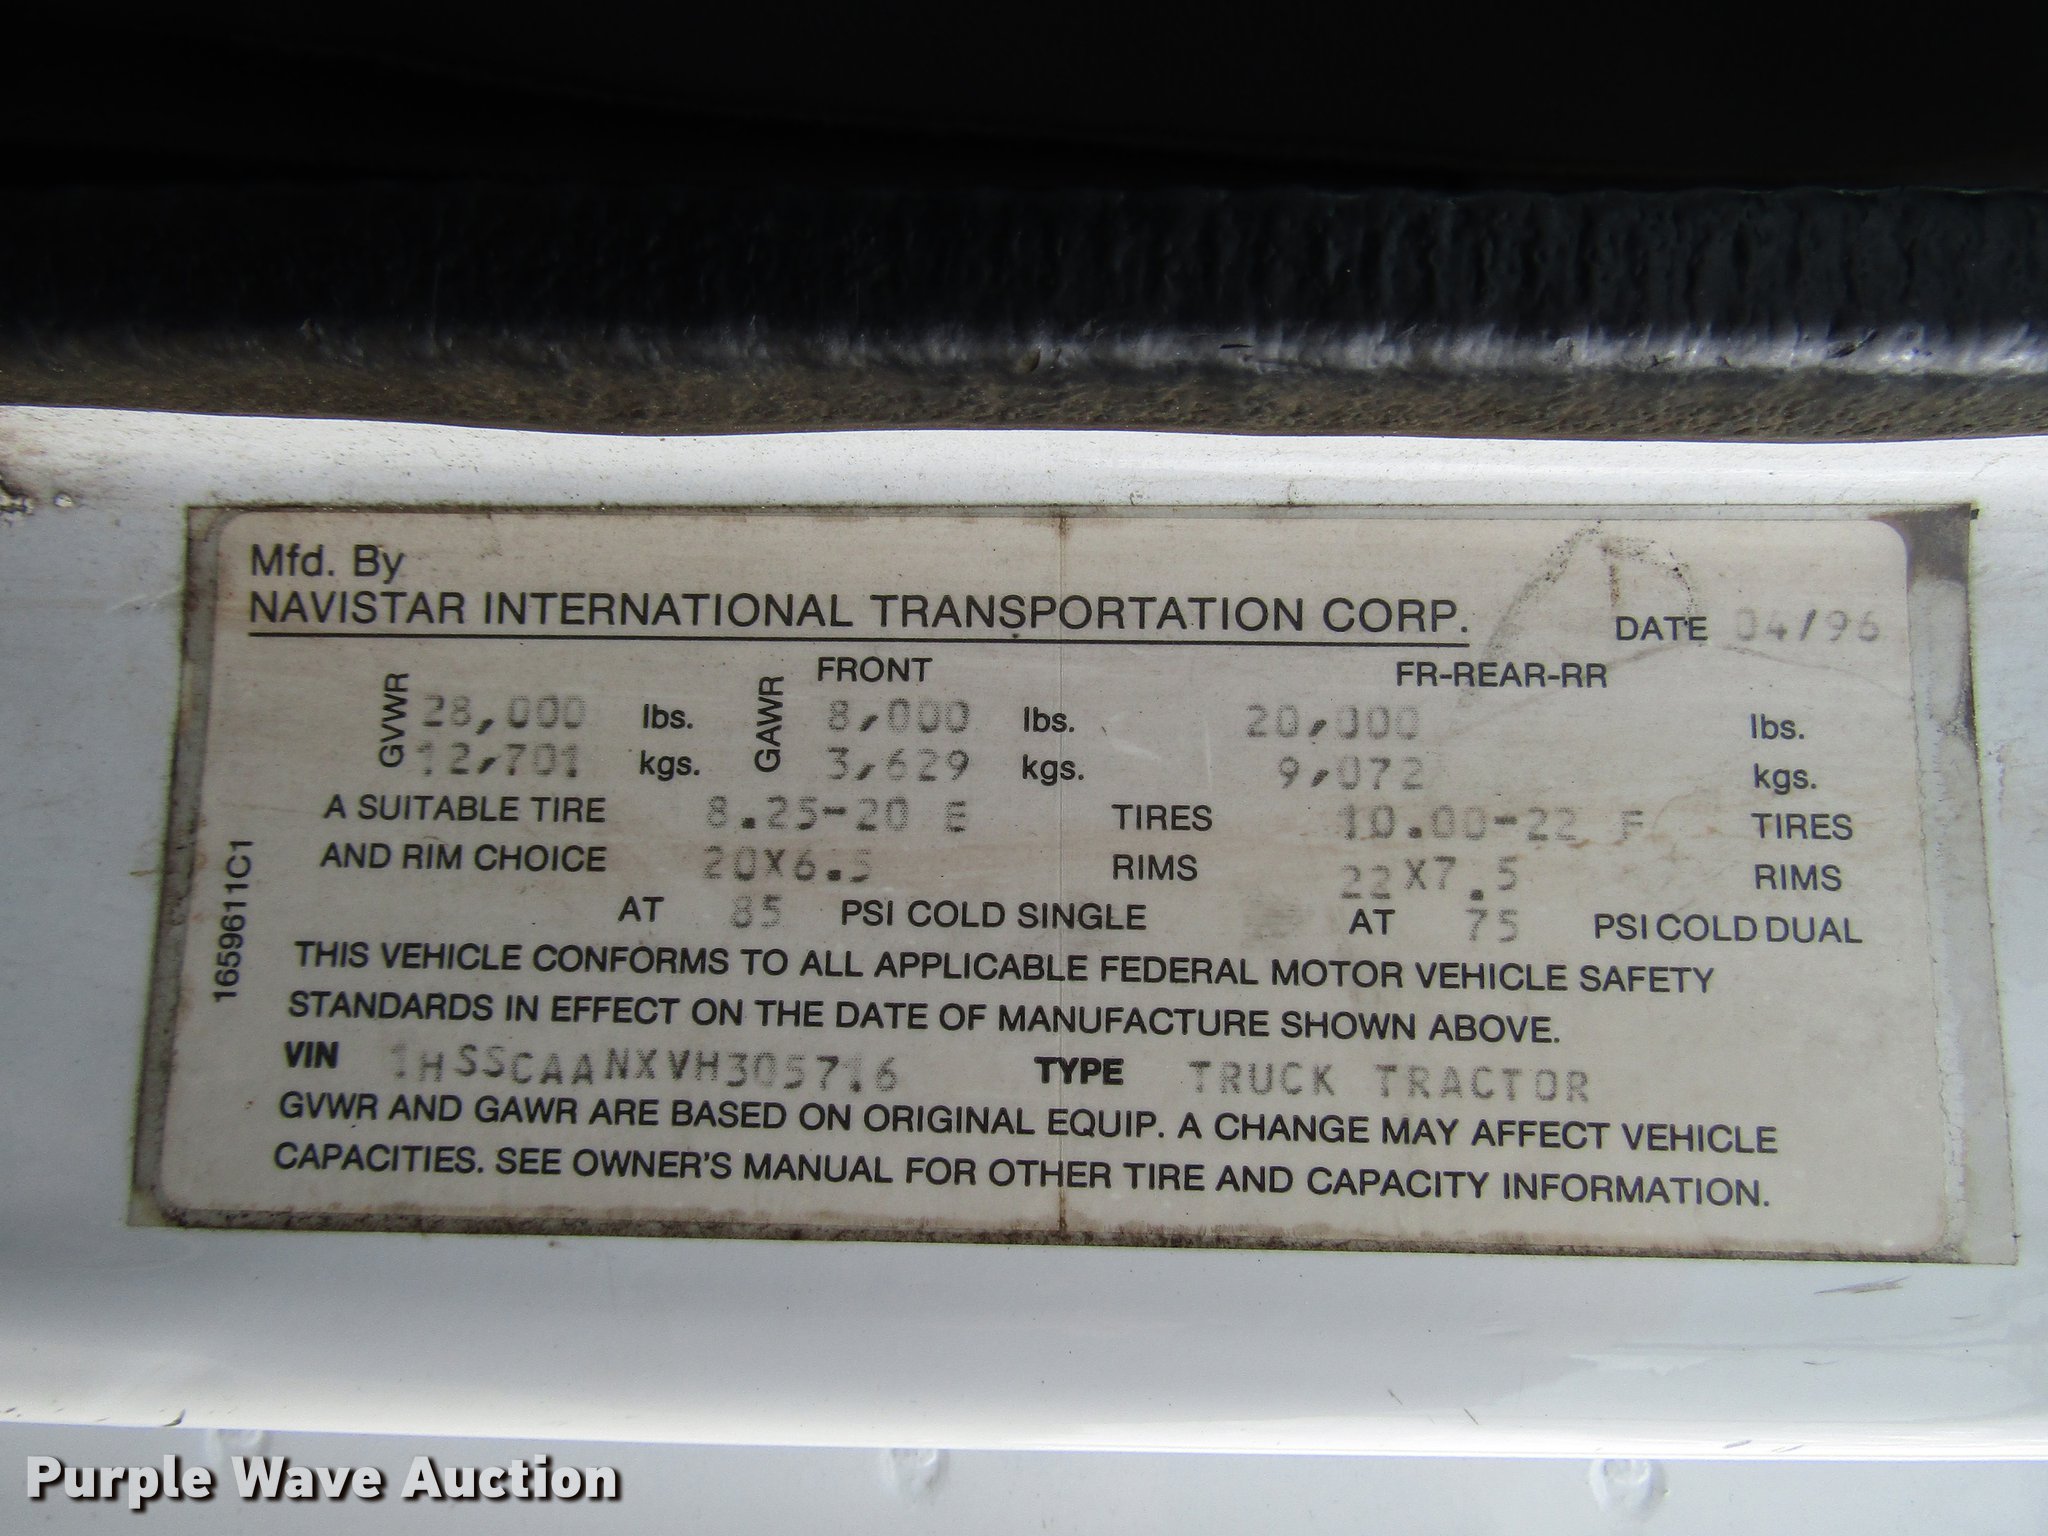 Mfd. By
NAVISTAR INTERNATIONAL TRANSPORTATION CORP. DATE 04/96
FRONT FR-REAR-RR
GVWR 28,000 lbs. GAWR 8,000 lbs. 20,000 lbs.
12,701 kgs. 3,629 kgs. 9,072 kgs.
A SUITABLE TIRE 8.25-20 E TIRES 10.00-22 F TIRES
AND RIM CHOICE 20X6.5 RIMS 22X7.5 RIMS
AT 85 PSI COLD SINGLE AT 75 PSI COLD DUAL
1659611C1
THIS VEHICLE CONFORMS TO ALL APPLICABLE FEDERAL MOTOR VEHICLE SAFETY
STANDARDS IN EFFECT ON THE DATE OF MANUFACTURE SHOWN ABOVE.
VIN 1HSSCAANXVH305716 TYPE TRUCK TRACTOR
GVWR AND GAWR ARE BASED ON ORIGINAL EQUIP. A CHANGE MAY AFFECT VEHICLE
CAPACITIES. SEE OWNER'S MANUAL FOR OTHER TIRE AND CAPACITY INFORMATION.
Purple Wave Auction